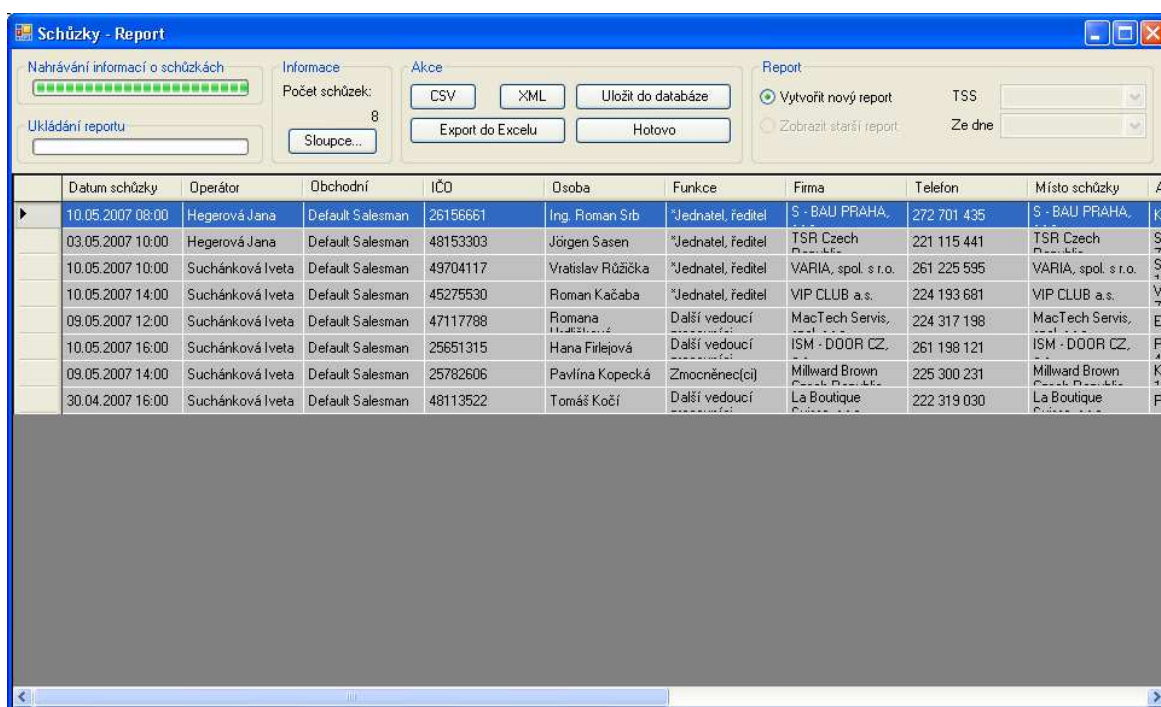 Schůzky - Report
Nahrávání informací o schůzkách
Ukládání reportu
Informace
Počet schůzek:
8
Sloupce...
Akce
CSV XML Uložit do databáze
Export do Excelu Hotovo
Report
Vytvořit nový report
Zobrazit starší report
TSS
Ze dne
Datum schůzky Operátor Obchodní IČO Osoba Funkce Firma Telefon Místo schůzky A
10.05.2007 08:00 Hegerová Jana Default Salesman 26156661 Ing. Roman Srb *Jednatel, ředitel S - BAU PRAHA, 272 701 435 S - BAU PRAHA, K
03.05.2007 10:00 Hegerová Jana Default Salesman 48153303 Jörgen Sasen *Jednatel, ředitel TSR Czech 221 115 441 TSR Czech S
10.05.2007 10:00 Suchánková Iveta Default Salesman 49704117 Vratislav Růžička *Jednatel, ředitel VARIA, spol. s r.o. 261 225 595 VARIA, spol. s r.o. S
10.05.2007 14:00 Suchánková Iveta Default Salesman 45275530 Roman Kačaba *Jednatel, ředitel VIP CLUB a.s. 224 193 681 VIP CLUB a.s. V
09.05.2007 12:00 Suchánková Iveta Default Salesman 47117788 Romana Další vedoucí MacTech Servis, 224 317 198 MacTech Servis, E
10.05.2007 16:00 Suchánková Iveta Default Salesman 25651315 Hana Firlejová Další vedoucí ISM - DOOR CZ, 261 198 121 ISM - DOOR CZ,
09.05.2007 14:00 Suchánková Iveta Default Salesman 25782606 Pavlína Kopecká Zmocněnec(ci) Millward Brown 225 300 231 Millward Brown K
30.04.2007 16:00 Suchánková Iveta Default Salesman 48113522 Tomáš Kočí Další vedoucí La Boutique 222 319 030 La Boutique